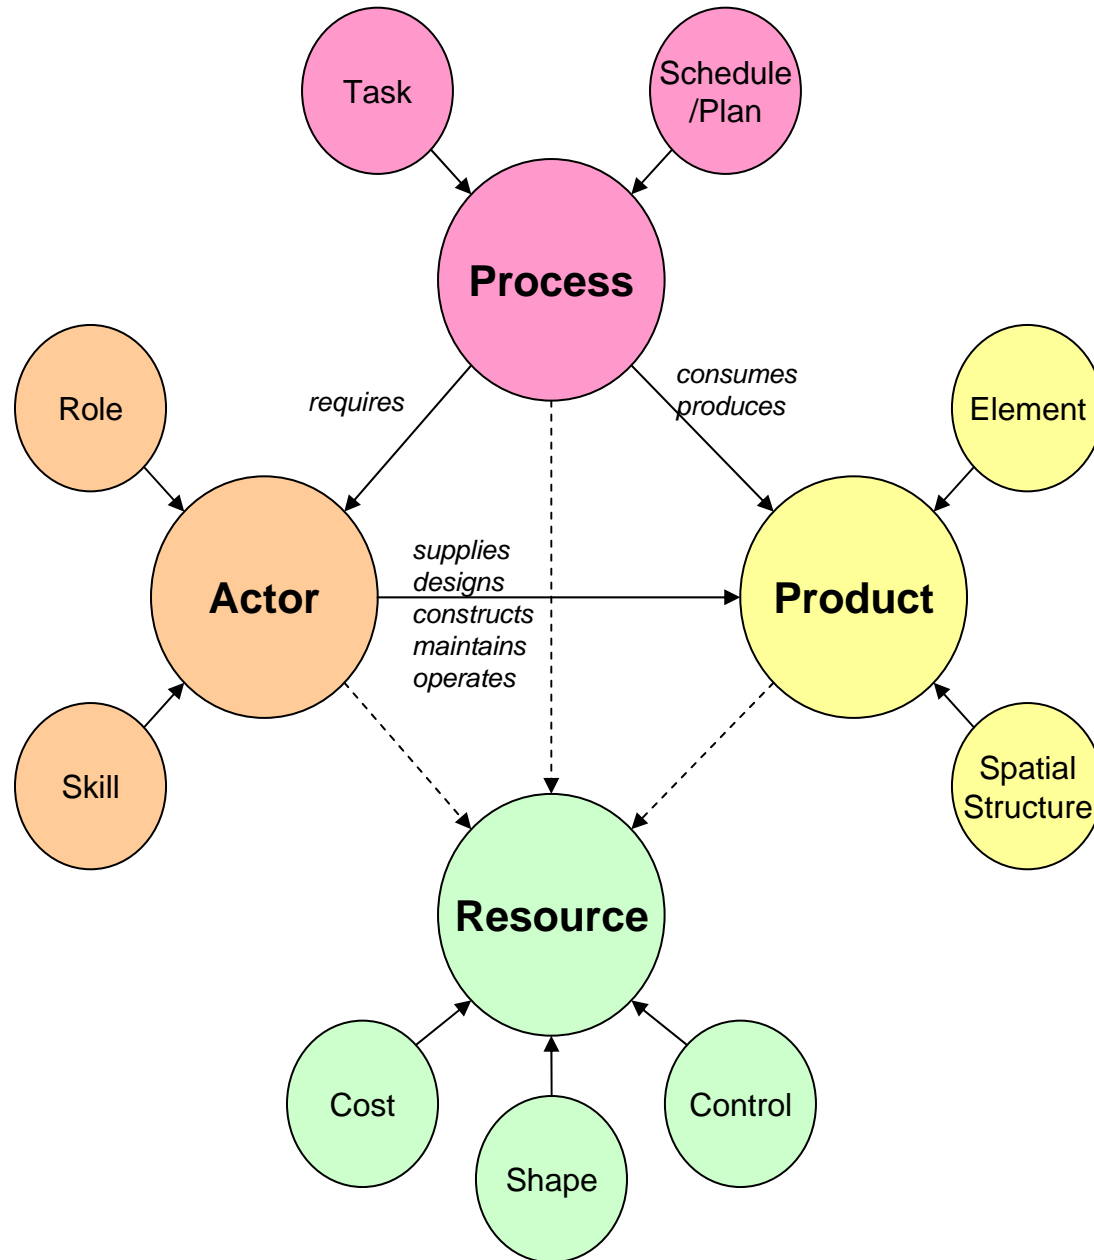 Task
Schedule
/Plan
Process
requires
consumes
produces
Role
Element
Actor
supplies
designs
constructs
maintains
operates
Product
Skill
Spatial
Structure
Resource
Cost
Shape
Control